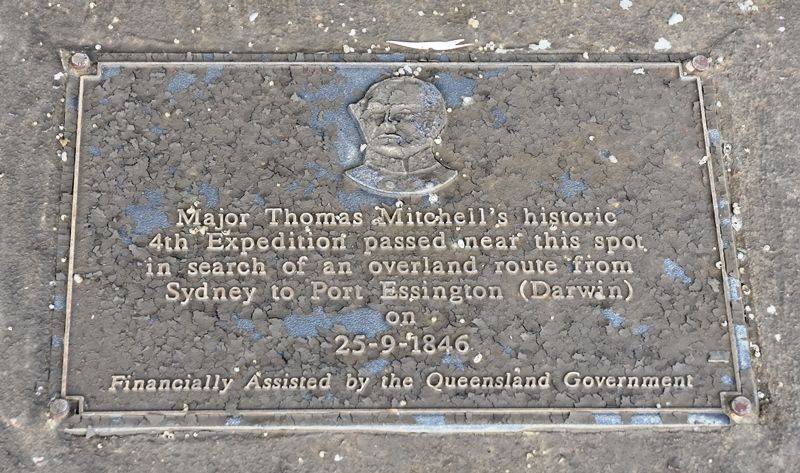 Major Thomas Mitchell's historic
4th Expedition passed near this spot
in search of an overland route from
Sydney to Port Essington (Darwin)
on
25-9-1846
Financially Assisted by the Queensland Government